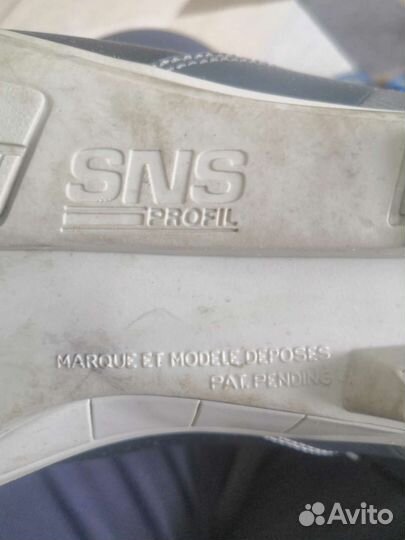 SNS
PROFIL
MARQUE ET MODELE DEPOSES
PAT. PENDING
Avito